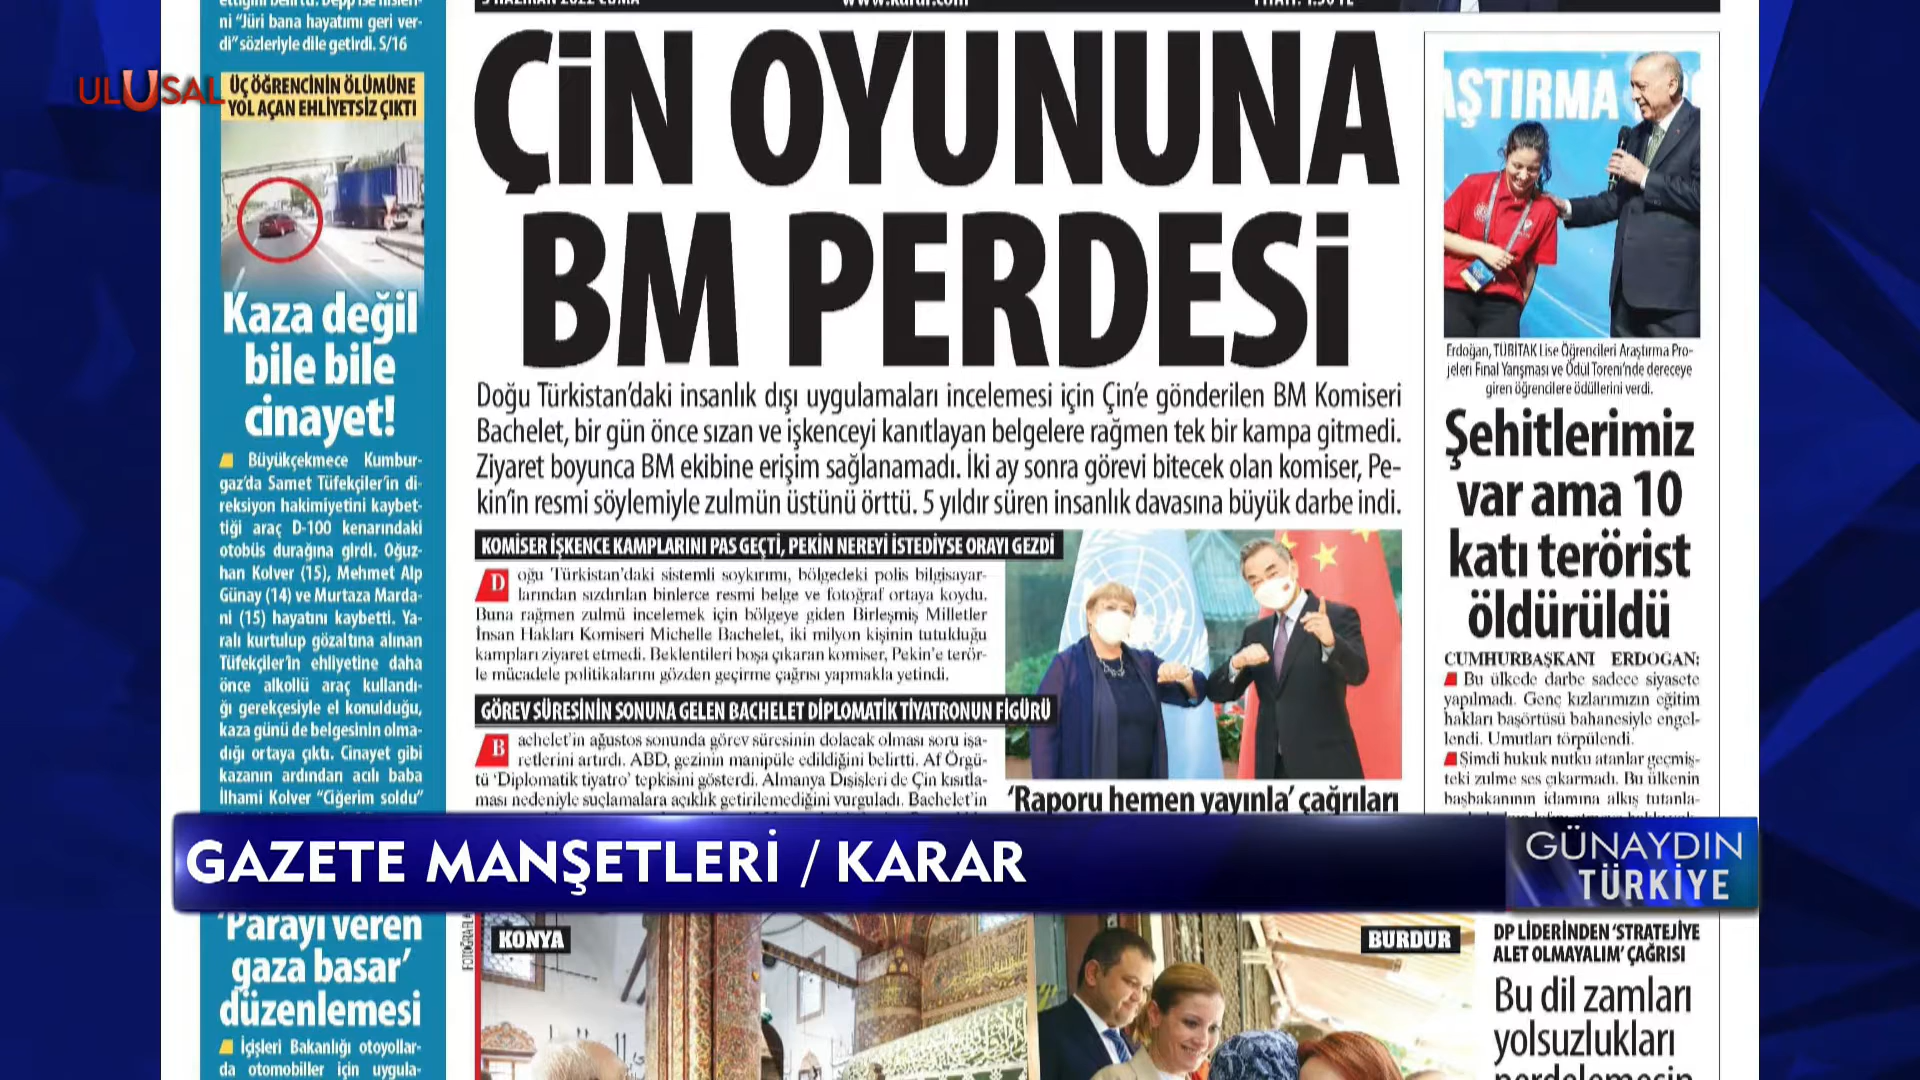 3 HAZİRAN 2022 CUMA
www.karar.com
ni "Jüri bana hayatımı geri ver-
di" sözleriyle dile getirdi. S/16
ULUSAL
ÜÇ ÖĞRENCİNİN ÖLÜMÜNE
YOL AÇAN EHLİYETSİZ ÇIKTI
Kaza değil
bile bile
cinayet!
Büyükçekmece Kumbur-
gaz'da Samet Tüfekçiler'in di-
reksiyon hakimiyetini kaybet-
tiği araç D-100 kenarındaki
otobüs durağına girdi. Oğuz-
han Kolver (15), Mehmet Alp
Günay (14) ve Murtaza Marda-
ni (15) hayatını kaybetti. Ya-
ralı kurtulup gözaltına alınan
Tüfekçiler'in ehliyetine daha
önce alkollü araç kullandı-
ğı gerekçesiyle el konulduğu,
kaza günü de belgesinin olma-
dığı ortaya çıktı. Cinayet gibi
kazanın ardından acılı baba
İlhami Kolver "Ciğerim soldu"
'Parayı veren
gaza basar'
düzenlemesi
İçişleri Bakanlığı otoyollar-
da otomobiller için uygula-
ÇİN OYUNUNA
BM PERDESİ
Doğu Türkistan'daki insanlık dışı uygulamaları incelemesi için Çin'e gönderilen BM Komiseri
Bachelet, bir gün önce sızan ve işkenceyi kanıtlayan belgelere rağmen tek bir kampa gitmedi.
Ziyaret boyunca BM ekibine erişim sağlanamadı. İki ay sonra görevi bitecek olan komiser, Pe-
kin'in resmi söylemiyle zulmün üstünü örttü. 5 yıldır süren insanlık davasına büyük darbe indi.
KOMİSER İŞKENCE KAMPLARINI PAS GEÇTİ, PEKİN NEREYİ İSTEDİYSE ORAYI GEZDİ
Doğu Türkistan'daki sistemli soykırımı, bölgedeki polis bilgisayar-
larından sızdırılan binlerce resmi belge ve fotoğraf ortaya koydu.
Buna rağmen zulmü incelemek için bölgeye giden Birleşmiş Milletler
İnsan Hakları Komiseri Michelle Bachelet, iki milyon kişinin tutulduğu
kampları ziyaret etmedi. Beklentileri boşa çıkaran komiser, Pekin'e terör-
le mücadele politikalarını gözden geçirme çağrısı yapmakla yetindi.
GÖREV SÜRESİNİN SONUNA GELEN BACHELET DİPLOMATİK TİYATRONUN FİGÜRÜ
Bachelet'in ağustos sonunda görev süresinin dolacak olması soru işa-
retlerini artırdı. ABD, gezinin manipüle edildiğini belirtti. Af Örgü-
tü 'Diplomatik tiyatro' tepkisini gösterdi. Almanya Dışişleri de Çin kısıtla-
ması nedeniyle suçlamalara açıklık getirilemediğini vurguladı. Bachelet'in
'Raporu hemen yayınla' çağrıları
AŞTIRMA
Erdoğan, TÜBİTAK Lise Öğrencileri Araştırma Pro-
jeleri Final Yarışması ve Ödül Töreni'nde dereceye
giren öğrencilere ödüllerini verdi.
Şehitlerimiz
var ama 10
katı terörist
öldürüldü
CUMHURBAŞKANI ERDOĞAN:
Bu ülkede darbe sadece siyasete
yapılmadı. Genç kızlarımızın eğitim
hakları başörtüsü bahanesiyle engel-
lendi. Umutları törpülendi.
Şimdi hukuk nutku atanlar geçmiş-
teki zulme ses çıkarmadı. Bu ülkenin
başbakanının idamına alkış tutanla-
GAZETE MANŞETLERİ / KARAR
GÜNAYDIN
TÜRKİYE
KONYA
BURDUR
DP LİDERİNDEN 'STRATEJİYE
ALET OLMAYALIM' ÇAĞRISI
Bu dil zamları
yolsuzlukları